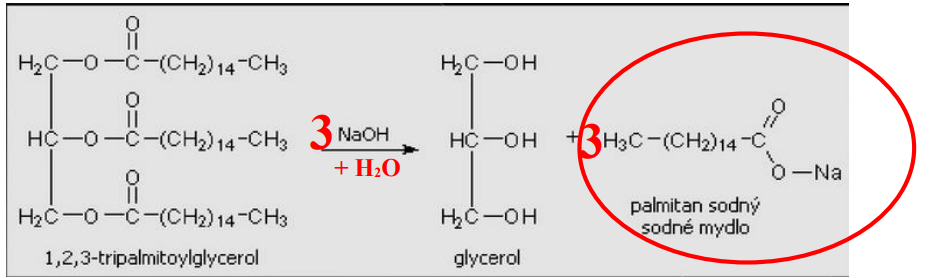 O O
H₂C—O—C—(CH₂)₁₄—CH₃ H₂C—OH
O
HC—O—C—(CH₂)₁₄—CH₃ 3 NaOH HC—OH + 3 H₃C—(CH₂)₁₄—C
+ H₂O
O O—Na
H₂C—O—C—(CH₂)₁₄—CH₃ H₂C—OH
palmitan sodný
sodné mydlo
1,2,3-tripalmitoylglycerol glycerol